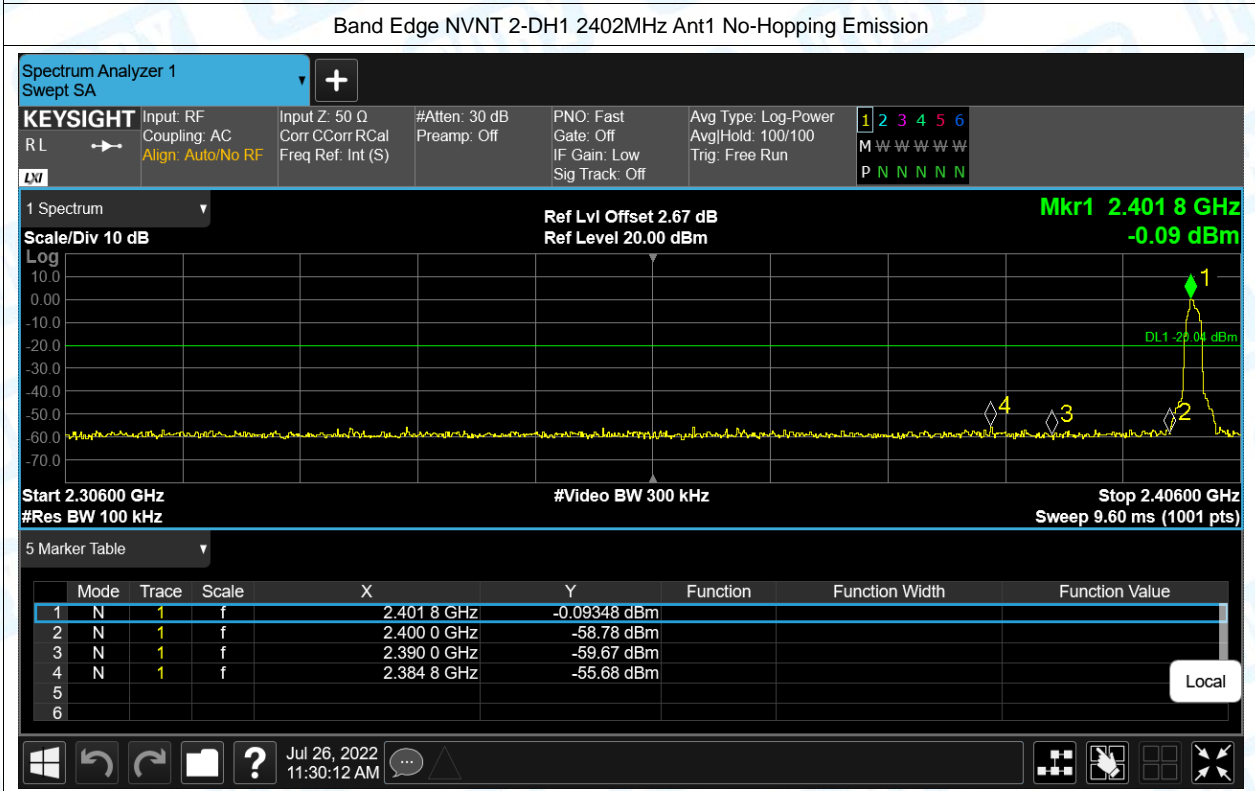 Band Edge NVNT 2-DH1 2402MHz Ant1 No-Hopping Emission
Spectrum Analyzer 1
Swept SA
KEYSIGHT Input: RF Input Z: 50 Ω #Atten: 30 dB PNO: Fast Avg Type: Log-Power 1 2 3 4 5 6
R L Coupling: AC Corr CCorr RCal Preamp: Off Gate: Off Avg|Hold: 100/100 M W W W W W
Align: Auto/No RF Freq Ref: Int (S) IF Gain: Low Trig: Free Run
LXI Sig Track: Off P N N N N N
1 Spectrum Ref Lvl Offset 2.67 dB Mkr1 2.401 8 GHz
Scale/Div 10 dB Ref Level 20.00 dBm -0.09 dBm
Log
10.0 1
0.00
-10.0
-20.0 DL1 -20.04 dBm
-30.0
-40.0
-50.0 4 3 2
-60.0
-70.0
Start 2.30600 GHz #Video BW 300 kHz Stop 2.40600 GHz
#Res BW 100 kHz Sweep 9.60 ms (1001 pts)
5 Marker Table
Mode Trace Scale X Y Function Function Width Function Value
1 N 1 f 2.401 8 GHz -0.09348 dBm
2 N 1 f 2.400 0 GHz -58.78 dBm
3 N 1 f 2.390 0 GHz -59.67 dBm
4 N 1 f 2.384 8 GHz -55.68 dBm
5
6
Local
? Jul 26, 2022
11:30:12 AM